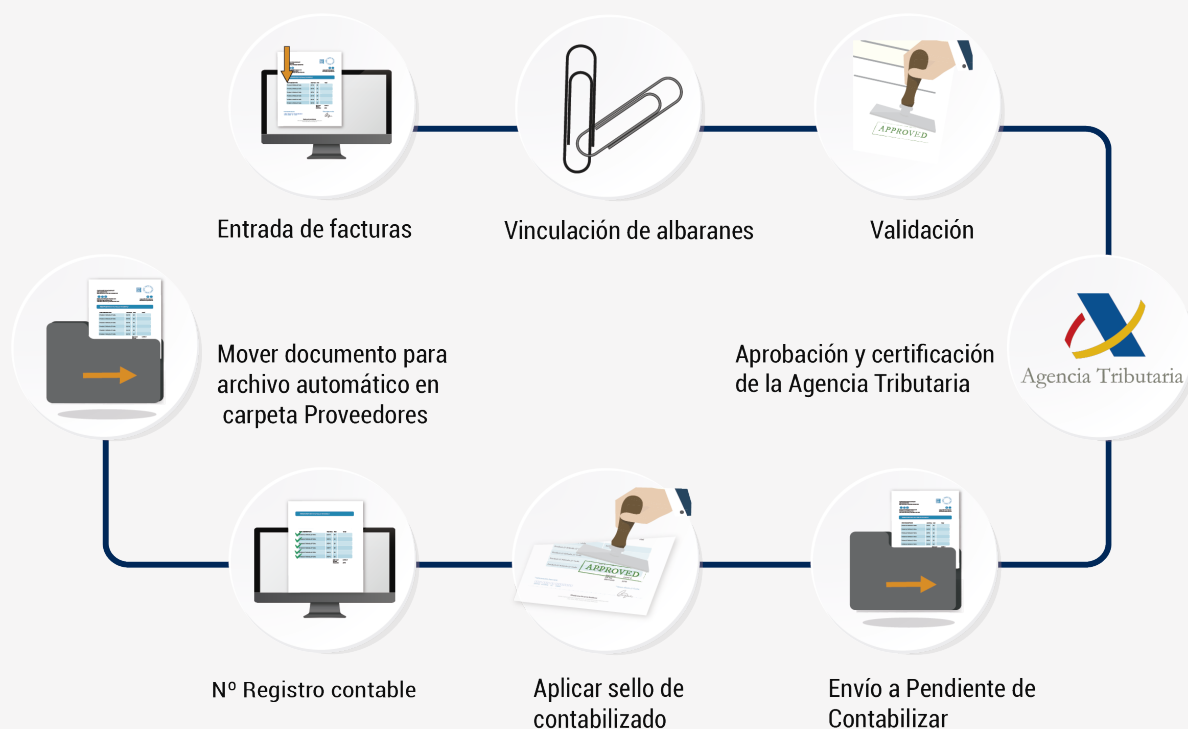 APPROVED
Entrada de facturas
Vinculación de albaranes
Validación
Mover documento para
archivo automático en
carpeta Proveedores
Aprobación y certificación
de la Agencia Tributaria
Agencia Tributaria
APPROVED
Nº Registro contable
Aplicar sello de
contabilizado
Envío a Pendiente de
Contabilizar